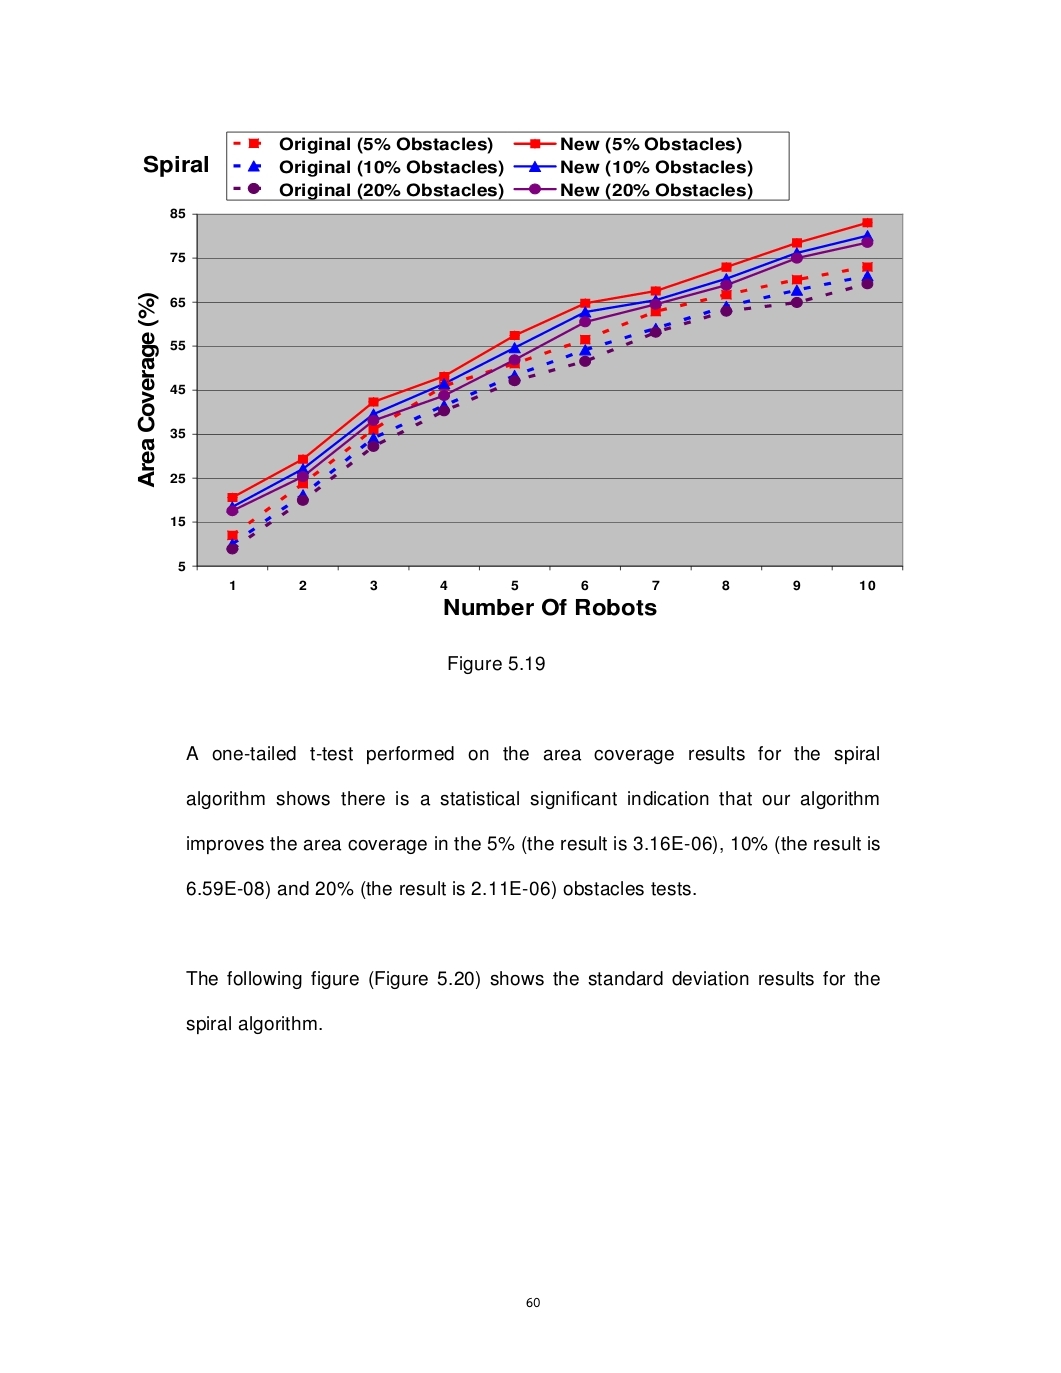 Spiral
Original (5% Obstacles) New (5% Obstacles)
Original (10% Obstacles) New (10% Obstacles)
Original (20% Obstacles) New (20% Obstacles)
85
75
65
55
45
35
25
15
5
Area Coverage (%)
1 2 3 4 5 6 7 8 9 10
Number Of Robots
Figure 5.19
A one-tailed t-test performed on the area coverage results for the spiral
algorithm shows there is a statistical significant indication that our algorithm
improves the area coverage in the 5% (the result is 3.16E-06), 10% (the result is
6.59E-08) and 20% (the result is 2.11E-06) obstacles tests.
The following figure (Figure 5.20) shows the standard deviation results for the
spiral algorithm.
60